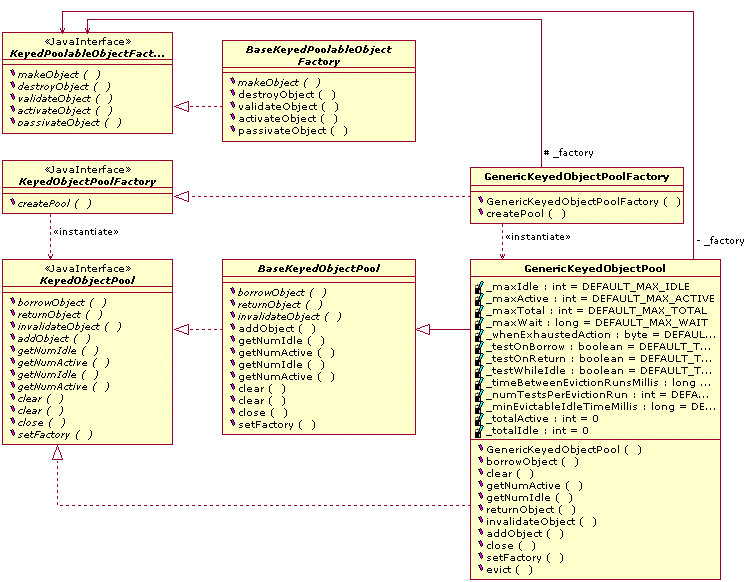 «JavaInterface»
KeyedPoolableObjectFact...
makeObject ( )
destroyObject ( )
validateObject ( )
activateObject ( )
passivateObject ( )
BaseKeyedPoolableObject
Factory
makeObject ( )
destroyObject ( )
validateObject ( )
activateObject ( )
passivateObject ( )
# _factory
«JavaInterface»
KeyedObjectPoolFactory
createPool ( )
GenericKeyedObjectPoolFactory
GenericKeyedObjectPoolFactory ( )
createPool ( )
«instantiate»
«instantiate»
- _factory
«JavaInterface»
KeyedObjectPool
borrowObject ( )
returnObject ( )
invalidateObject ( )
addObject ( )
getNumIdle ( )
getNumActive ( )
getNumIdle ( )
getNumActive ( )
clear ( )
clear ( )
close ( )
setFactory ( )
BaseKeyedObjectPool
borrowObject ( )
returnObject ( )
invalidateObject ( )
addObject ( )
getNumIdle ( )
getNumActive ( )
getNumIdle ( )
getNumActive ( )
clear ( )
clear ( )
close ( )
setFactory ( )
GenericKeyedObjectPool
_maxIdle : int = DEFAULT_MAX_IDLE
_maxActive : int = DEFAULT_MAX_ACTIVE
_maxTotal : int = DEFAULT_MAX_TOTAL
_maxWait : long = DEFAULT_MAX_WAIT
_whenExhaustedAction : byte = DEFAUL...
_testOnBorrow : boolean = DEFAULT_T...
_testOnReturn : boolean = DEFAULT_T...
_testWhileIdle : boolean = DEFAULT_T...
_timeBetweenEvictionRunsMillis : long ...
_numTestsPerEvictionRun : int = DEFA...
_minEvictableIdleTimeMillis : long = DE...
_totalActive : int = 0
_totalIdle : int = 0
GenericKeyedObjectPool ( )
borrowObject ( )
clear ( )
getNumActive ( )
getNumIdle ( )
returnObject ( )
invalidateObject ( )
addObject ( )
close ( )
setFactory ( )
evict ( )